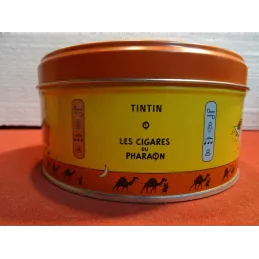 TINTIN
LES CIGARES
DU
PHARAON